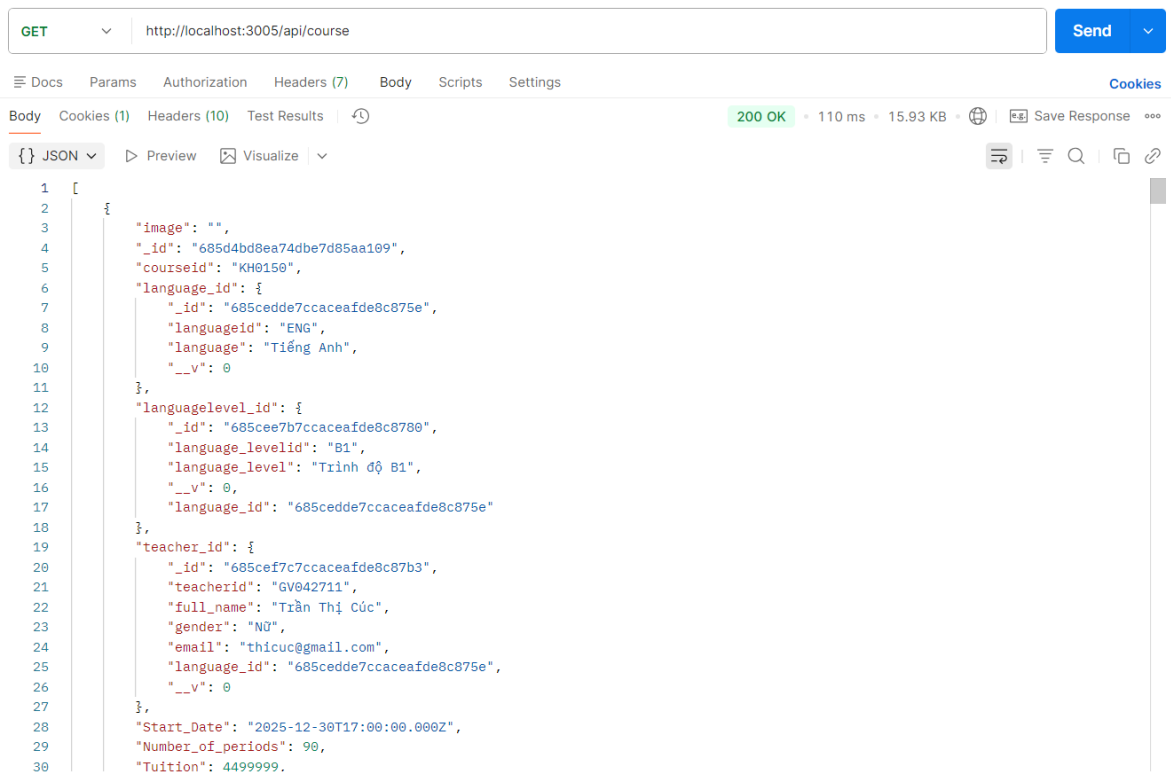 GET http://localhost:3005/api/course Send
Docs Params Authorization Headers (7) Body Scripts Settings Cookies
Body Cookies (1) Headers (10) Test Results 200 OK • 110 ms • 15.93 KB • e.g. Save Response
{} JSON Preview Visualize
1 [
2 {
3 "image": "",
4 "_id": "685d4bd8ea74dbe7d85aa109",
5 "courseid": "KH0150",
6 "language_id": {
7 "_id": "685cedde7ccaceafde8c875e",
8 "languageid": "ENG",
9 "language": "Tiếng Anh",
10 "__v": 0
11 },
12 "languagelevel_id": {
13 "_id": "685cee7b7ccaceafde8c8780",
14 "language_levelid": "B1",
15 "language_level": "Trình độ B1",
16 "__v": 0,
17 "language_id": "685cedde7ccaceafde8c875e"
18 },
19 "teacher_id": {
20 "_id": "685cef7c7ccaceafde8c87b3",
21 "teacherid": "GV042711",
22 "full_name": "Trần Thị Cúc",
23 "gender": "Nữ",
24 "email": "thicuc@gmail.com",
25 "language_id": "685cedde7ccaceafde8c875e",
26 "__v": 0
27 },
28 "Start_Date": "2025-12-30T17:00:00.000Z",
29 "Number_of_periods": 90,
30 "Tuition": 4499999,